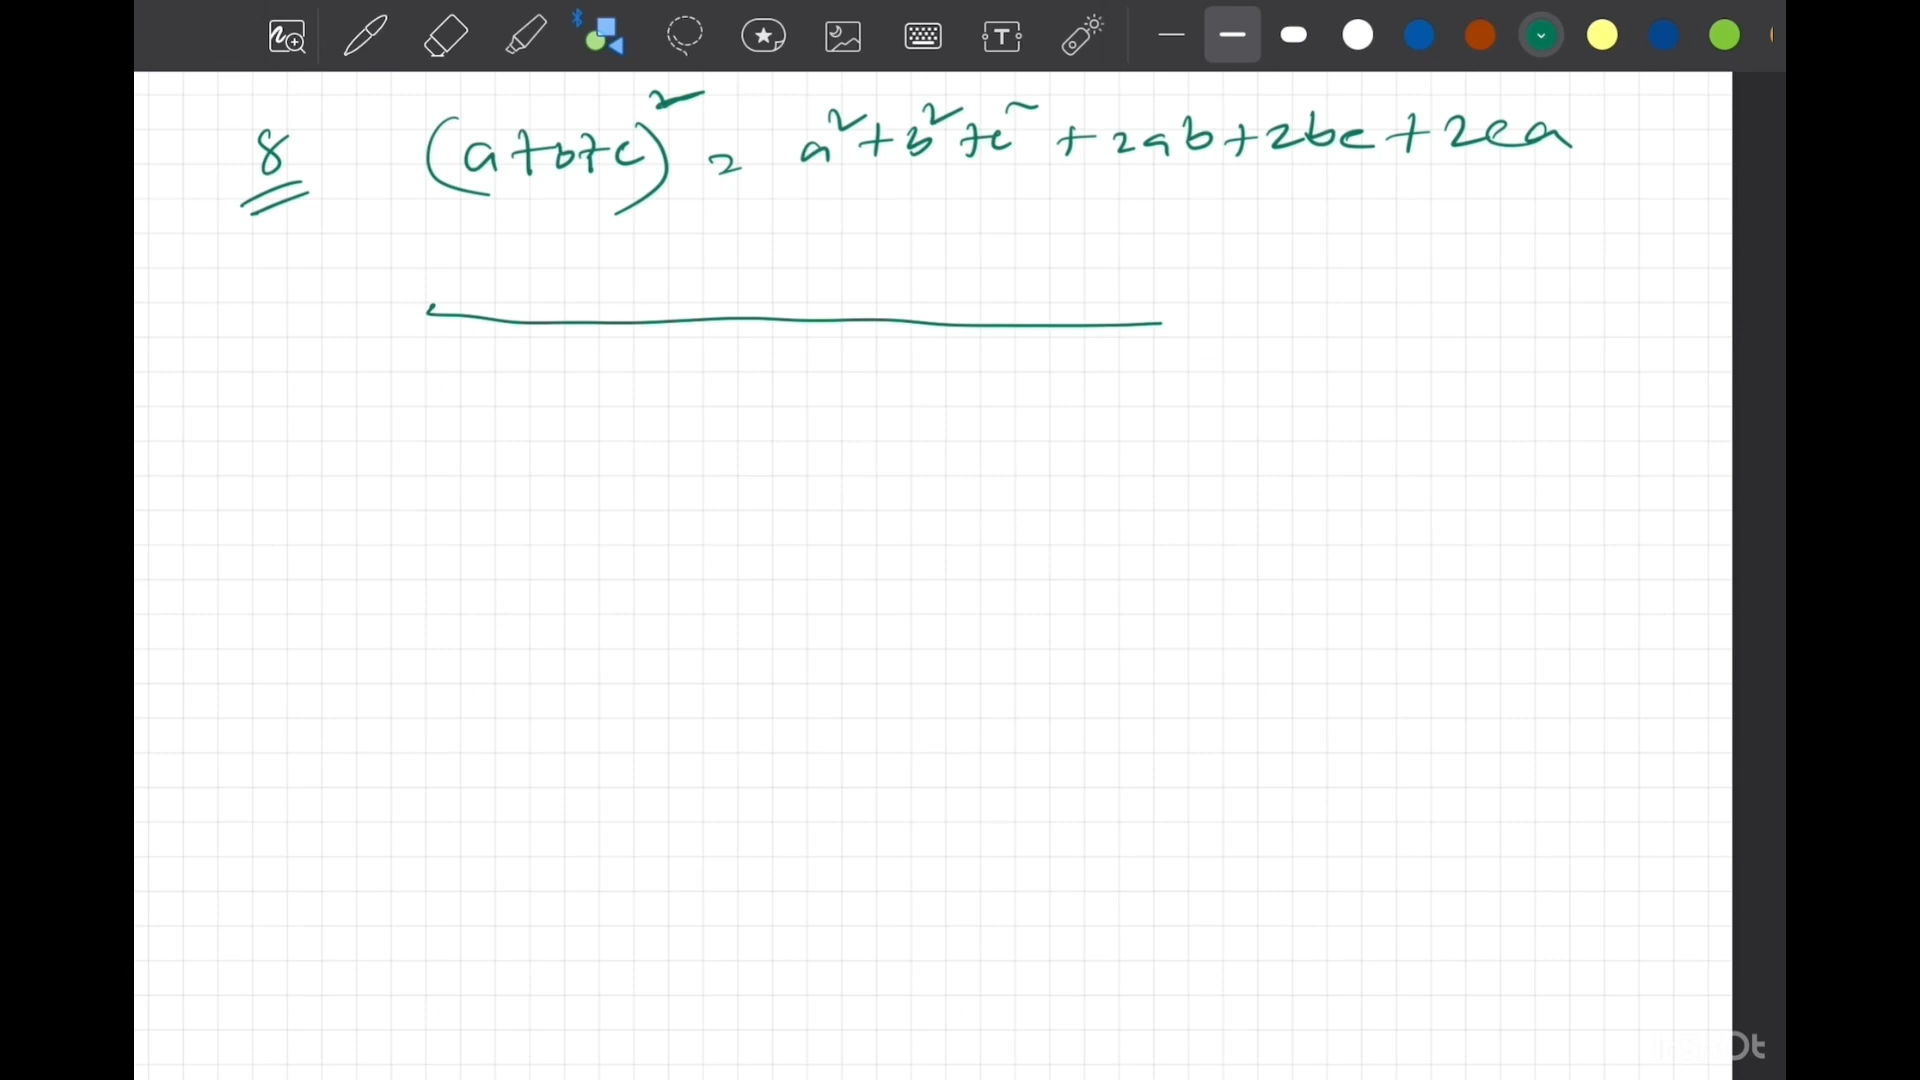 8 (a+b+c)² = a²+b²+c² + 2ab+2bc+2ca
T